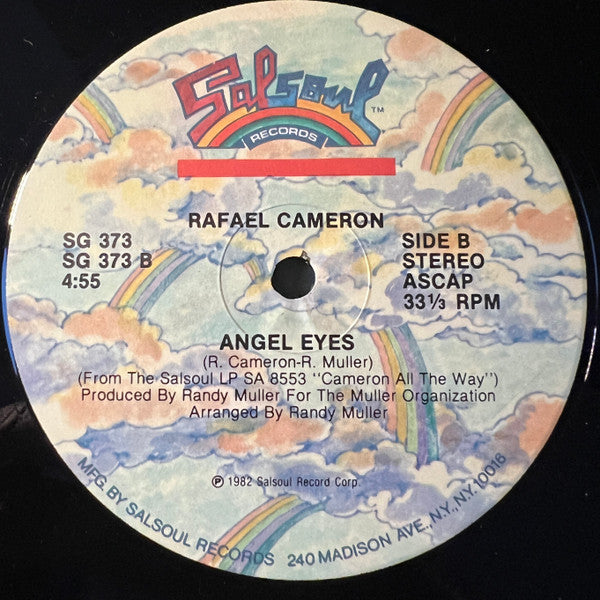 Salsoul TM
RECORDS
RAFAEL CAMERON
SG 373
SG 373 B
4:55
SIDE B
STEREO
ASCAP
33⅓ RPM
ANGEL EYES
(R. Cameron-R. Muller)
(From The Salsoul LP SA 8553 "Cameron All The Way")
Produced By Randy Muller For The Muller Organization
Arranged By Randy Muller
℗ 1982 Salsoul Record Corp.
MFG. BY SALSOUL RECORDS 240 MADISON AVE., N.Y., N.Y. 10016